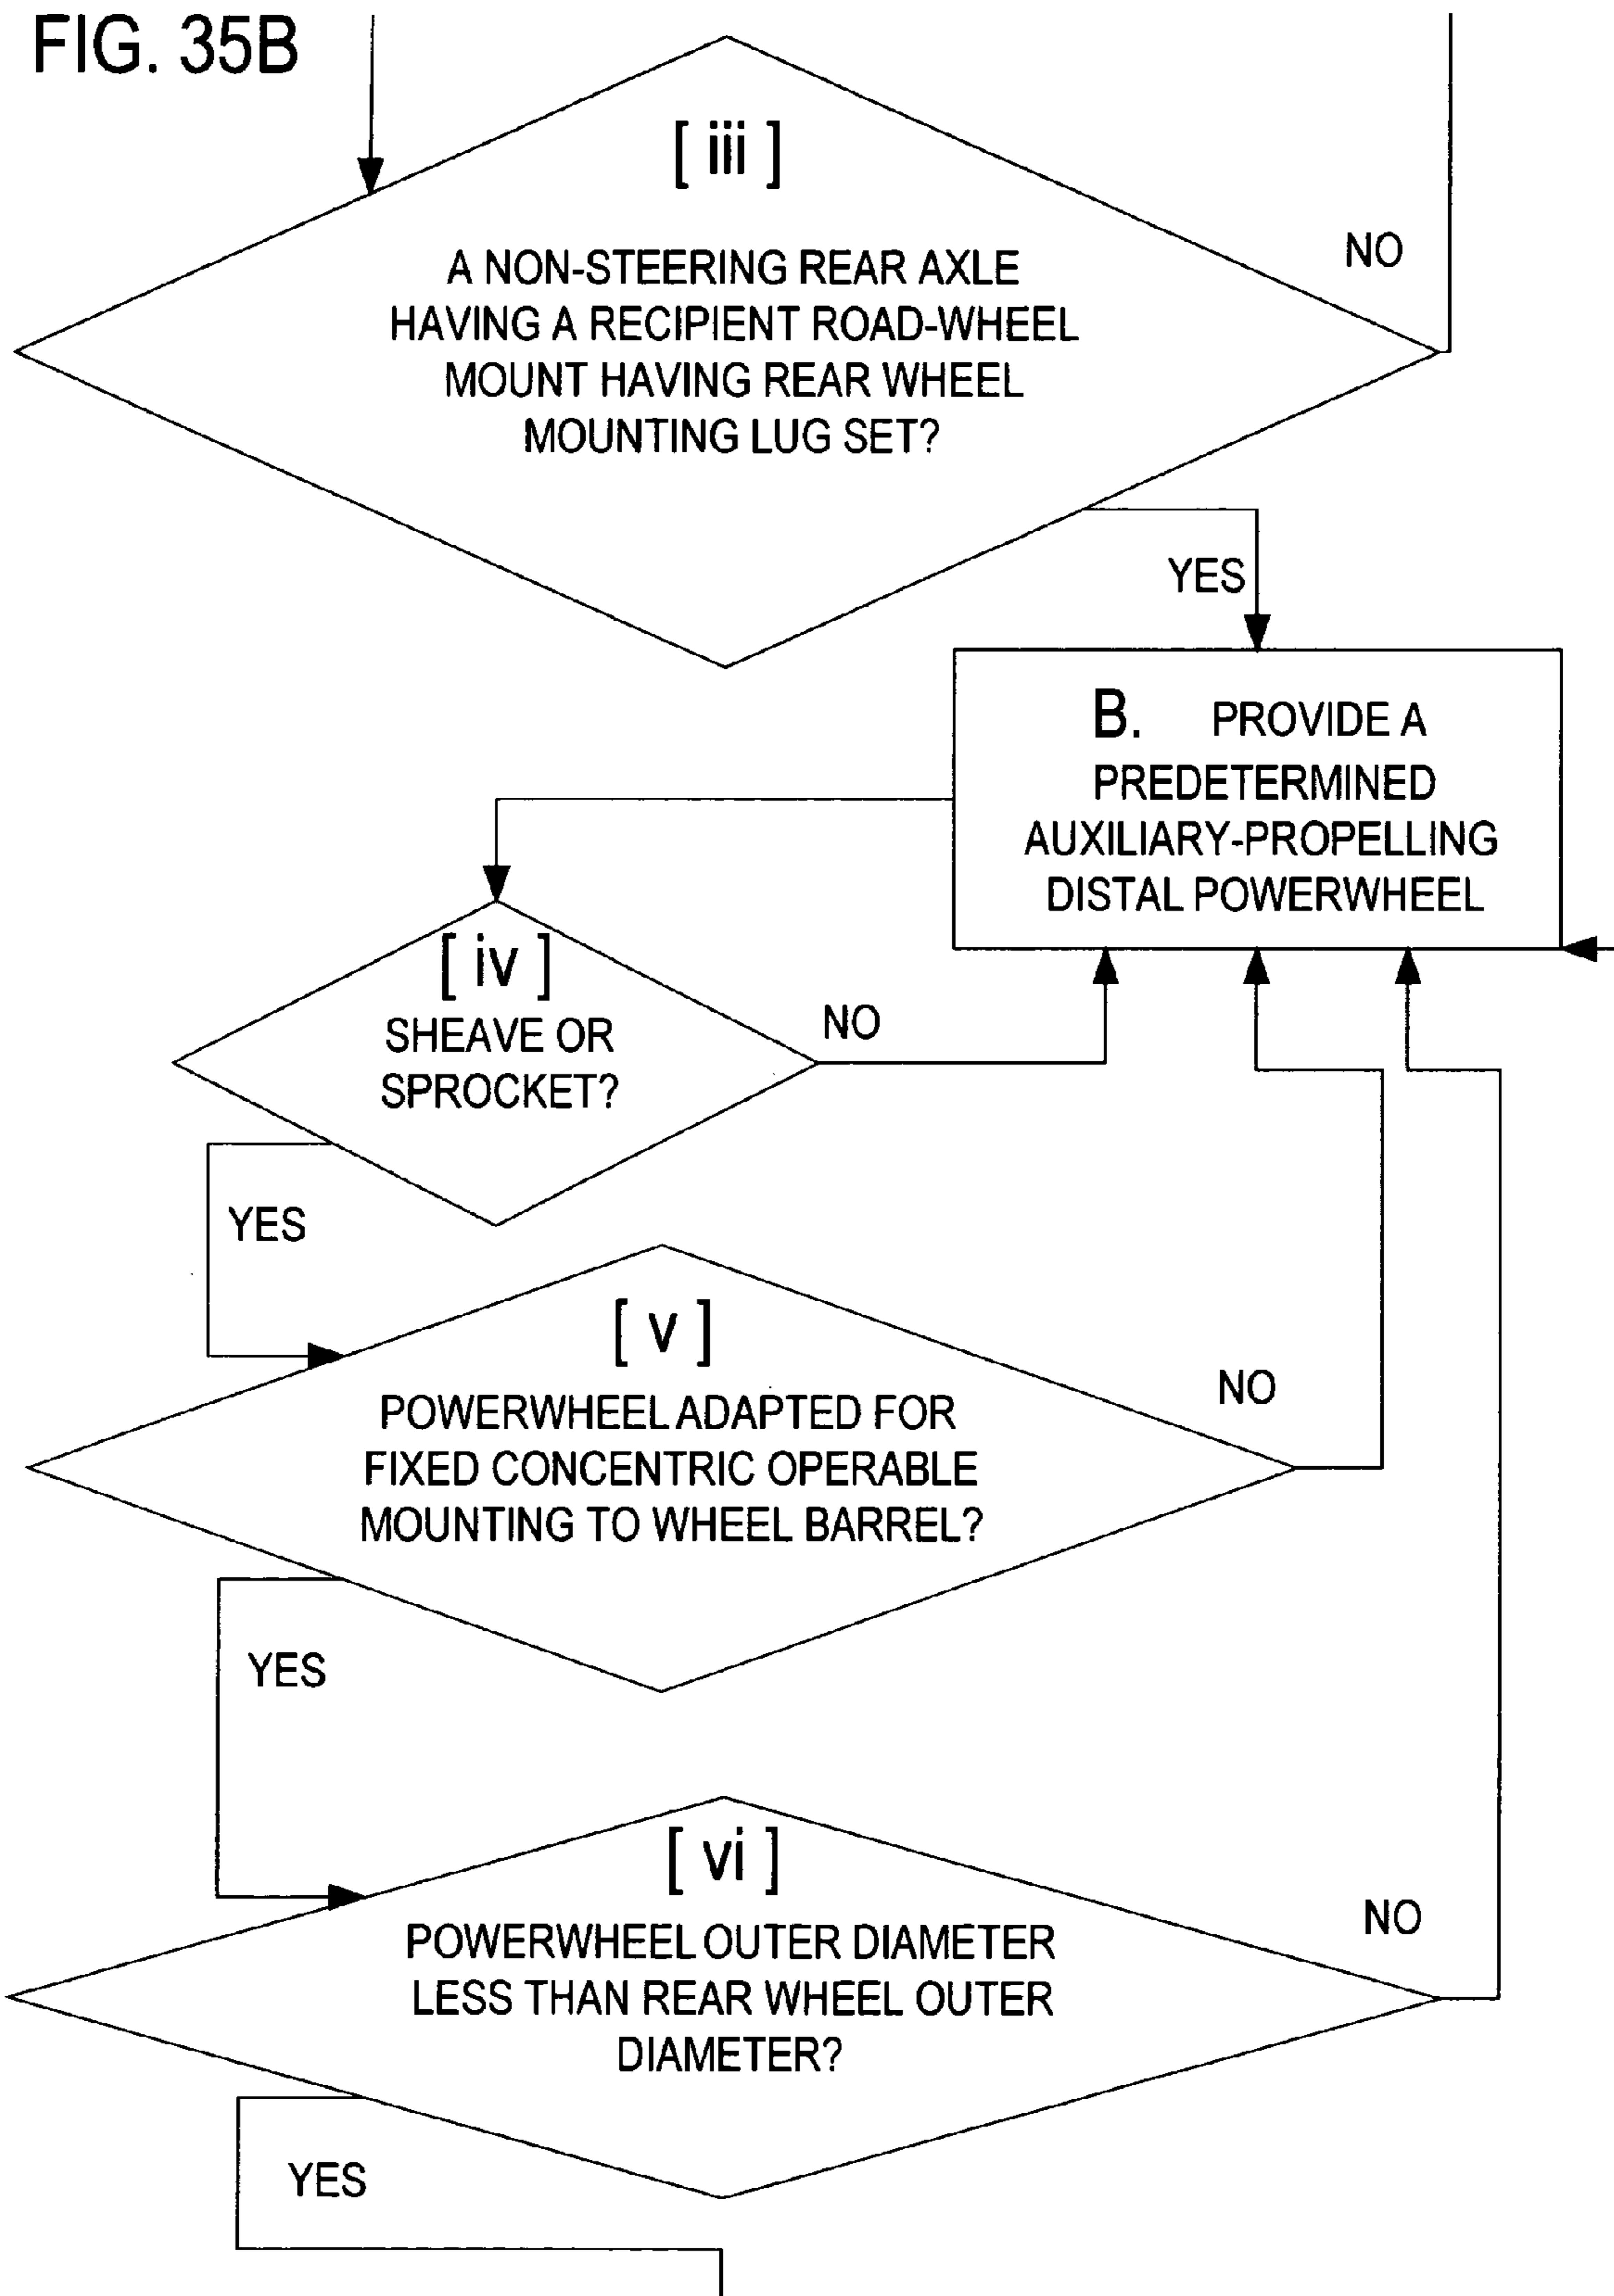 FIG. 35B
[ iii ]
A NON-STEERING REAR AXLE
HAVING A RECIPIENT ROAD-WHEEL
MOUNT HAVING REAR WHEEL
MOUNTING LUG SET?
NO
YES
B. PROVIDE A
PREDETERMINED
AUXILIARY-PROPELLING
DISTAL POWERWHEEL
[ iv ]
SHEAVE OR
SPROCKET?
NO
YES
[ v ]
POWERWHEEL ADAPTED FOR
FIXED CONCENTRIC OPERABLE
MOUNTING TO WHEEL BARREL?
NO
YES
[ vi ]
POWERWHEEL OUTER DIAMETER
LESS THAN REAR WHEEL OUTER
DIAMETER?
NO
YES